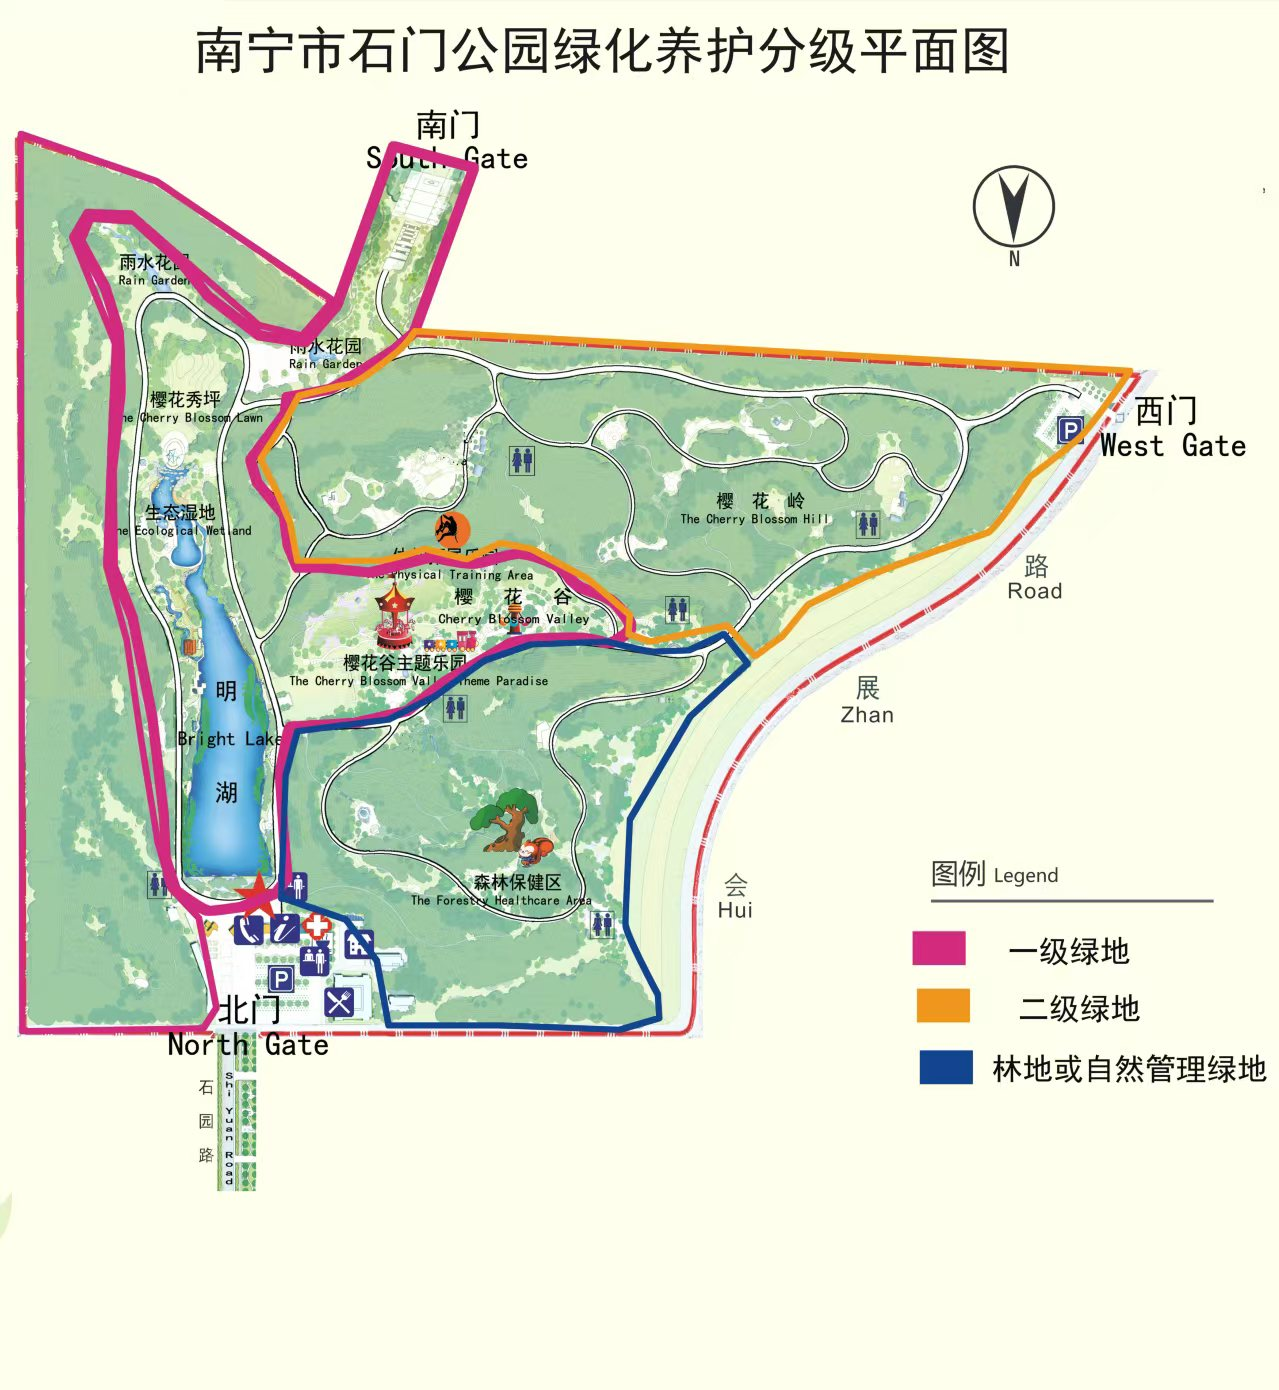 南宁市石门公园绿化养护分级平面图
南门
South Gate
N
雨水花园
Rain Garden
雨水花园
Rain Garden
樱花秀坪
he Cherry Blossom Lawn
西门
West Gate
P
樱花岭
The Cherry Blossom Hill
生态湿地
he Ecological Wetland
he Physical Training Area
樱花谷
Cherry Blossom Valley
路
Road
樱花谷主题乐园
The Cherry Blossom Valley Theme Paradise
展
Zhan
明
Bright Lake
湖
会
Hui
森林保健区
The Forestry Healthcare Area
P
北门
North Gate
石园路
Shi Yuan Road
图例 Legend
一级绿地
二级绿地
林地或自然管理绿地